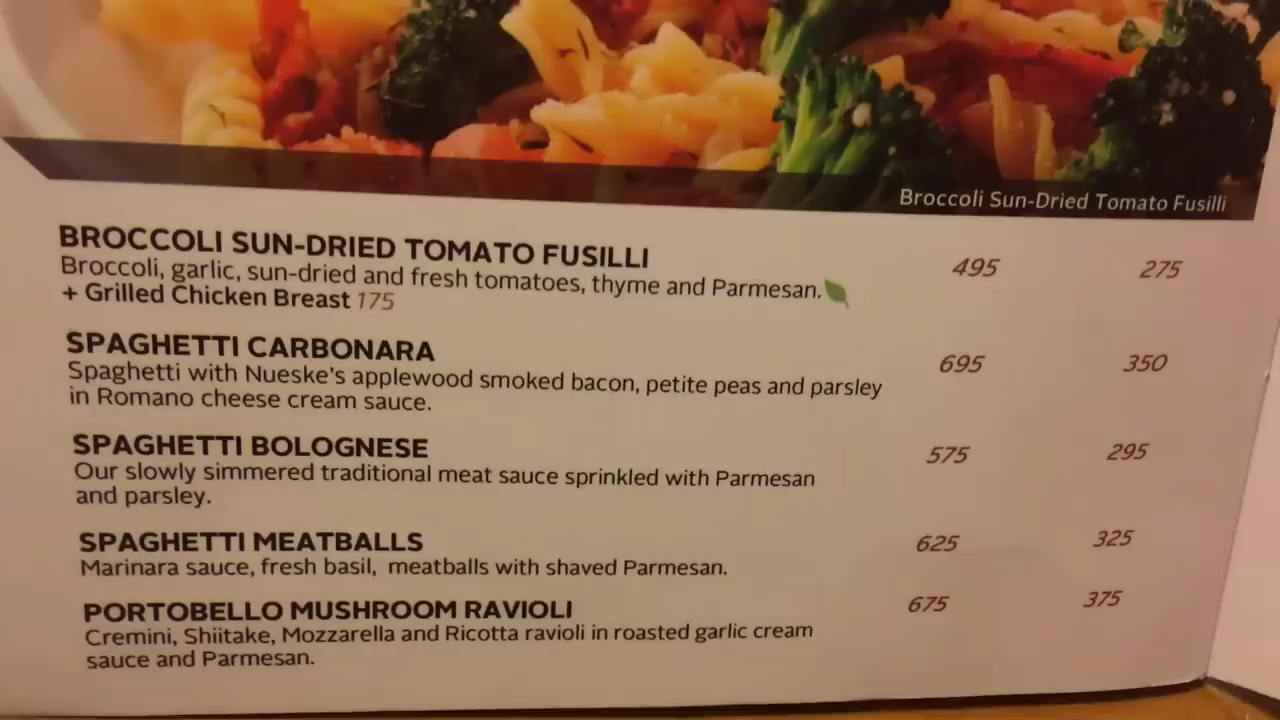 Broccoli Sun-Dried Tomato Fusilli
BROCCOLI SUN-DRIED TOMATO FUSILLI 495 275
Broccoli, garlic, sun-dried and fresh tomatoes, thyme and Parmesan.
+ Grilled Chicken Breast 175
SPAGHETTI CARBONARA 695 350
Spaghetti with Nueske's applewood smoked bacon, petite peas and parsley
in Romano cheese cream sauce.
SPAGHETTI BOLOGNESE 575 295
Our slowly simmered traditional meat sauce sprinkled with Parmesan
and parsley.
SPAGHETTI MEATBALLS 625 325
Marinara sauce, fresh basil, meatballs with shaved Parmesan.
PORTOBELLO MUSHROOM RAVIOLI 675 375
Cremini, Shiitake, Mozzarella and Ricotta ravioli in roasted garlic cream
sauce and Parmesan.